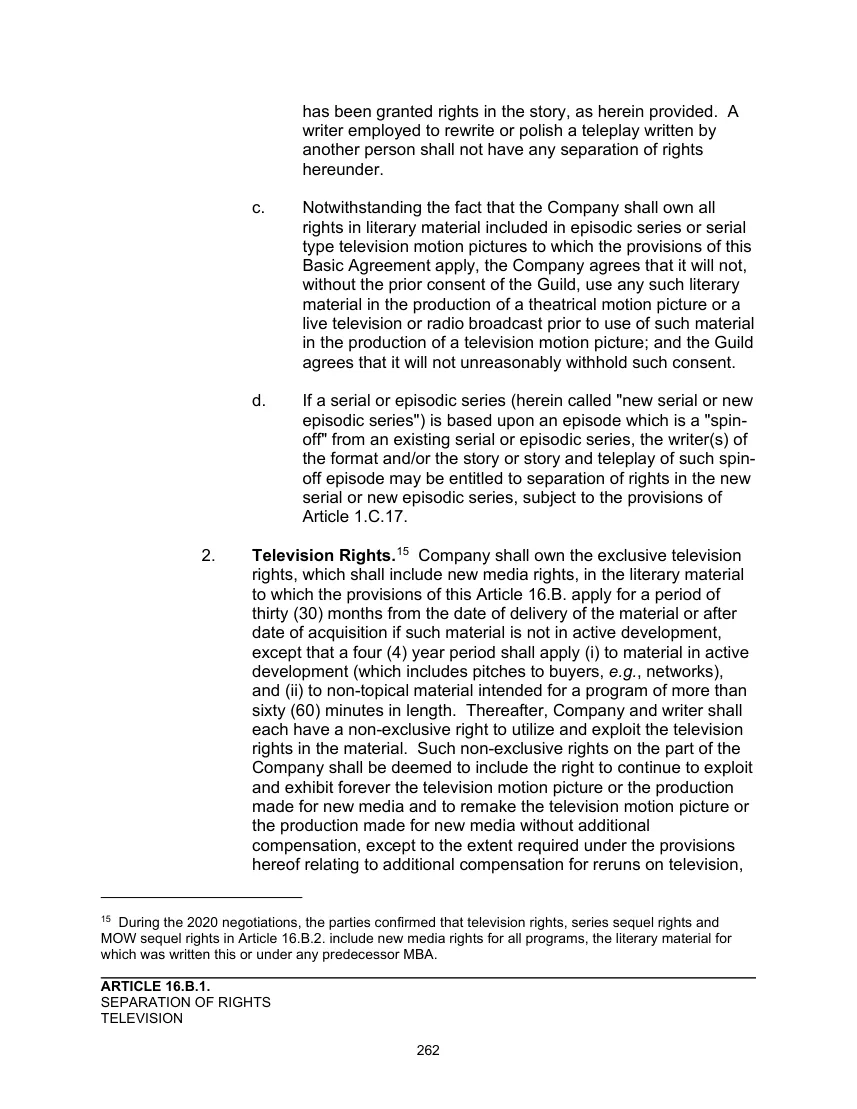 has been granted rights in the story, as herein provided.  A
writer employed to rewrite or polish a teleplay written by
another person shall not have any separation of rights
hereunder.
c. Notwithstanding the fact that the Company shall own all
rights in literary material included in episodic series or serial
type television motion pictures to which the provisions of this
Basic Agreement apply, the Company agrees that it will not,
without the prior consent of the Guild, use any such literary
material in the production of a theatrical motion picture or a
live television or radio broadcast prior to use of such material
in the production of a television motion picture; and the Guild
agrees that it will not unreasonably withhold such consent.
d. If a serial or episodic series (herein called "new serial or new
episodic series") is based upon an episode which is a "spin-
off" from an existing serial or episodic series, the writer(s) of
the format and/or the story or story and teleplay of such spin-
off episode may be entitled to separation of rights in the new
serial or new episodic series, subject to the provisions of
Article 1.C.17.
2. Television Rights.15  Company shall own the exclusive television
rights, which shall include new media rights, in the literary material
to which the provisions of this Article 16.B. apply for a period of
thirty (30) months from the date of delivery of the material or after
date of acquisition if such material is not in active development,
except that a four (4) year period shall apply (i) to material in active
development (which includes pitches to buyers, e.g., networks),
and (ii) to non-topical material intended for a program of more than
sixty (60) minutes in length.  Thereafter, Company and writer shall
each have a non-exclusive right to utilize and exploit the television
rights in the material.  Such non-exclusive rights on the part of the
Company shall be deemed to include the right to continue to exploit
and exhibit forever the television motion picture or the production
made for new media and to remake the television motion picture or
the production made for new media without additional
compensation, except to the extent required under the provisions
hereof relating to additional compensation for reruns on television,
15  During the 2020 negotiations, the parties confirmed that television rights, series sequel rights and
MOW sequel rights in Article 16.B.2. include new media rights for all programs, the literary material for
which was written this or under any predecessor MBA.
ARTICLE 16.B.1.
SEPARATION OF RIGHTS
TELEVISION
262